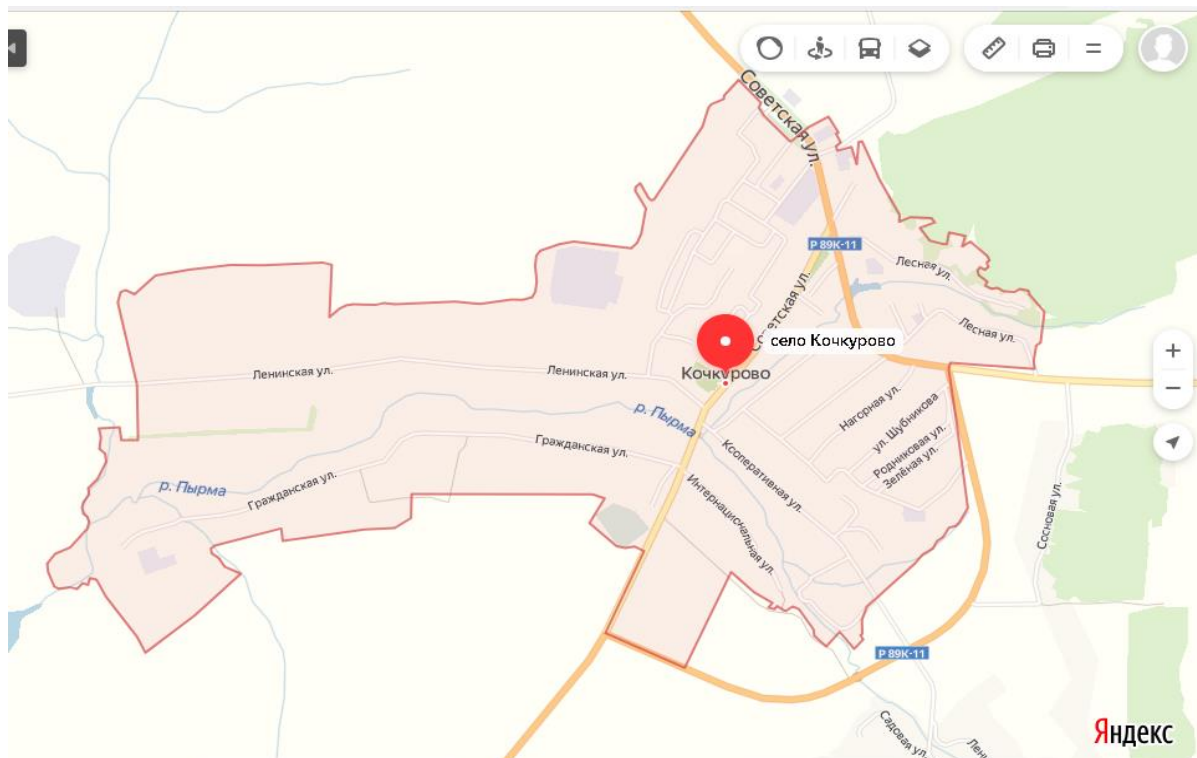 Советская ул.
Р 89К-11
Лесная ул.
Советская ул.
село Кочкурово
Лесная ул.
Ленинская ул.
Ленинская ул.
Кочкурово
Нагорная ул.
р. Пырма
ул. Шубникова
Гражданская ул.
Родниковая ул.
Кооперативная ул.
Зелёная ул.
р. Пырма
Гражданская ул.
Интернациональная ул.
Сосновая ул.
Р 89К-11
Садовая ул.
Яндекс